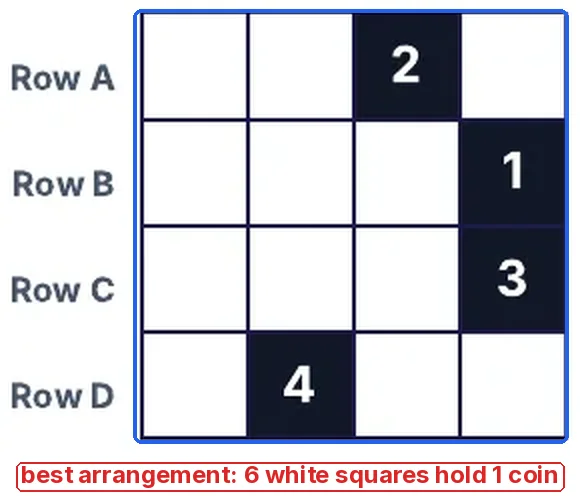 Row A 2
Row B 1
Row C 3
Row D 4
best arrangement: 6 white squares hold 1 coin